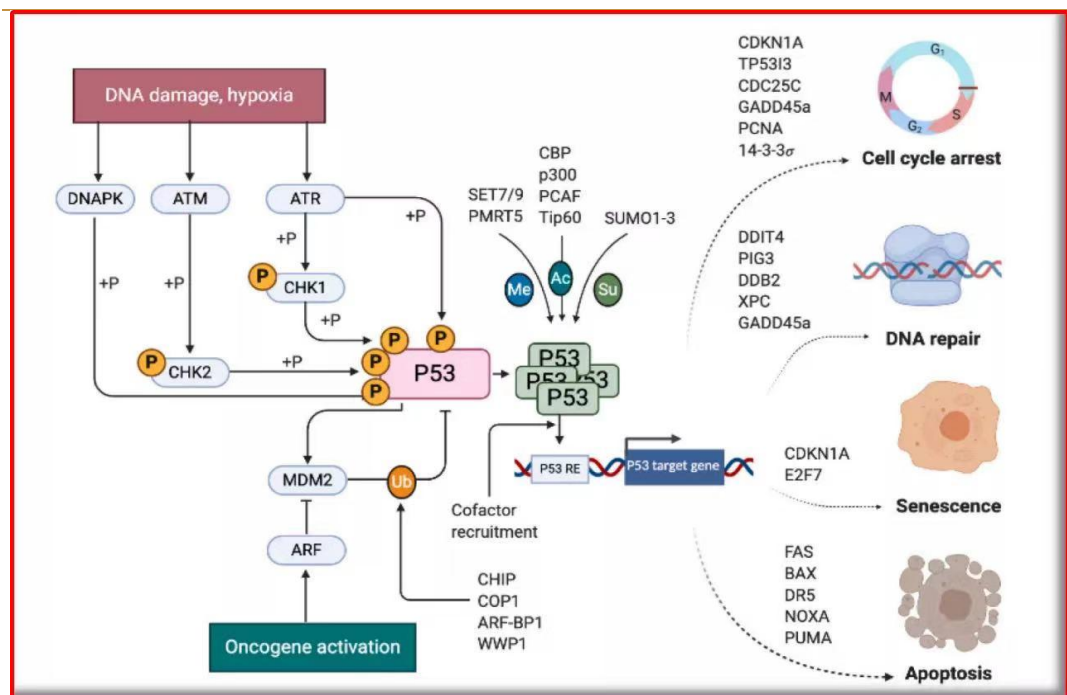 DNA damage, hypoxia
DNAPK
ATM
ATR
+P
+P
+P
+P
P
CHK1
+P
P
CHK2
+P
P
P
P
P
P53
MDM2
Ub
ARF
Oncogene activation
CHIP
COP1
ARF-BP1
WWP1
SET7/9
PMRT5
CBP
p300
PCAF
Tip60
SUMO1-3
Me
Ac
Su
P53
P53
P53
P53
Cofactor
recruitment
P53 RE
P53 target gene
CDKN1A
TP53I3
CDC25C
GADD45a
PCNA
14-3-3σ
G1
M
G2
S
Cell cycle arrest
DDIT4
PIG3
DDB2
XPC
GADD45a
DNA repair
CDKN1A
E2F7
Senescence
FAS
BAX
DR5
NOXA
PUMA
Apoptosis